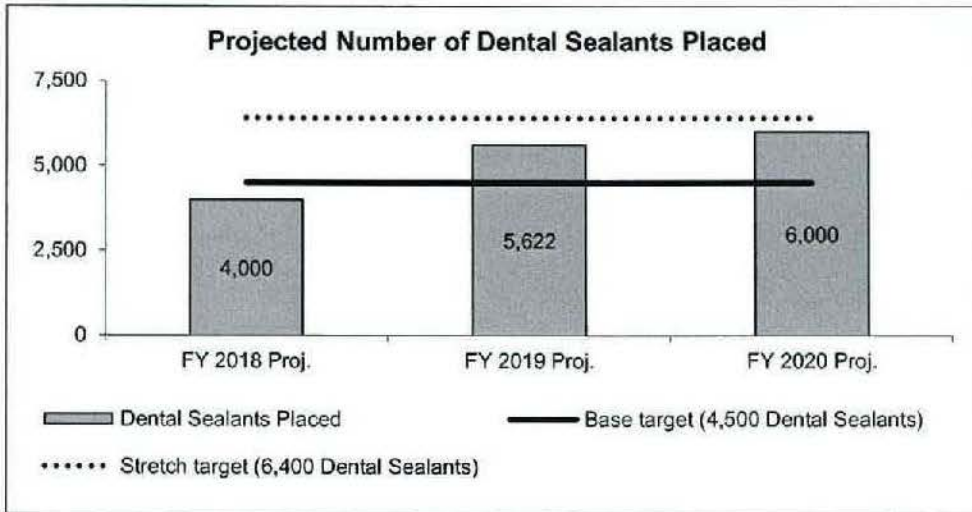 Projected Number of Dental Sealants Placed
7,500
5,000
2,500
0
4,000
5,622
6,000
FY 2018 Proj.
FY 2019 Proj.
FY 2020 Proj.
Dental Sealants Placed
Base target (4,500 Dental Sealants)
Stretch target (6,400 Dental Sealants)